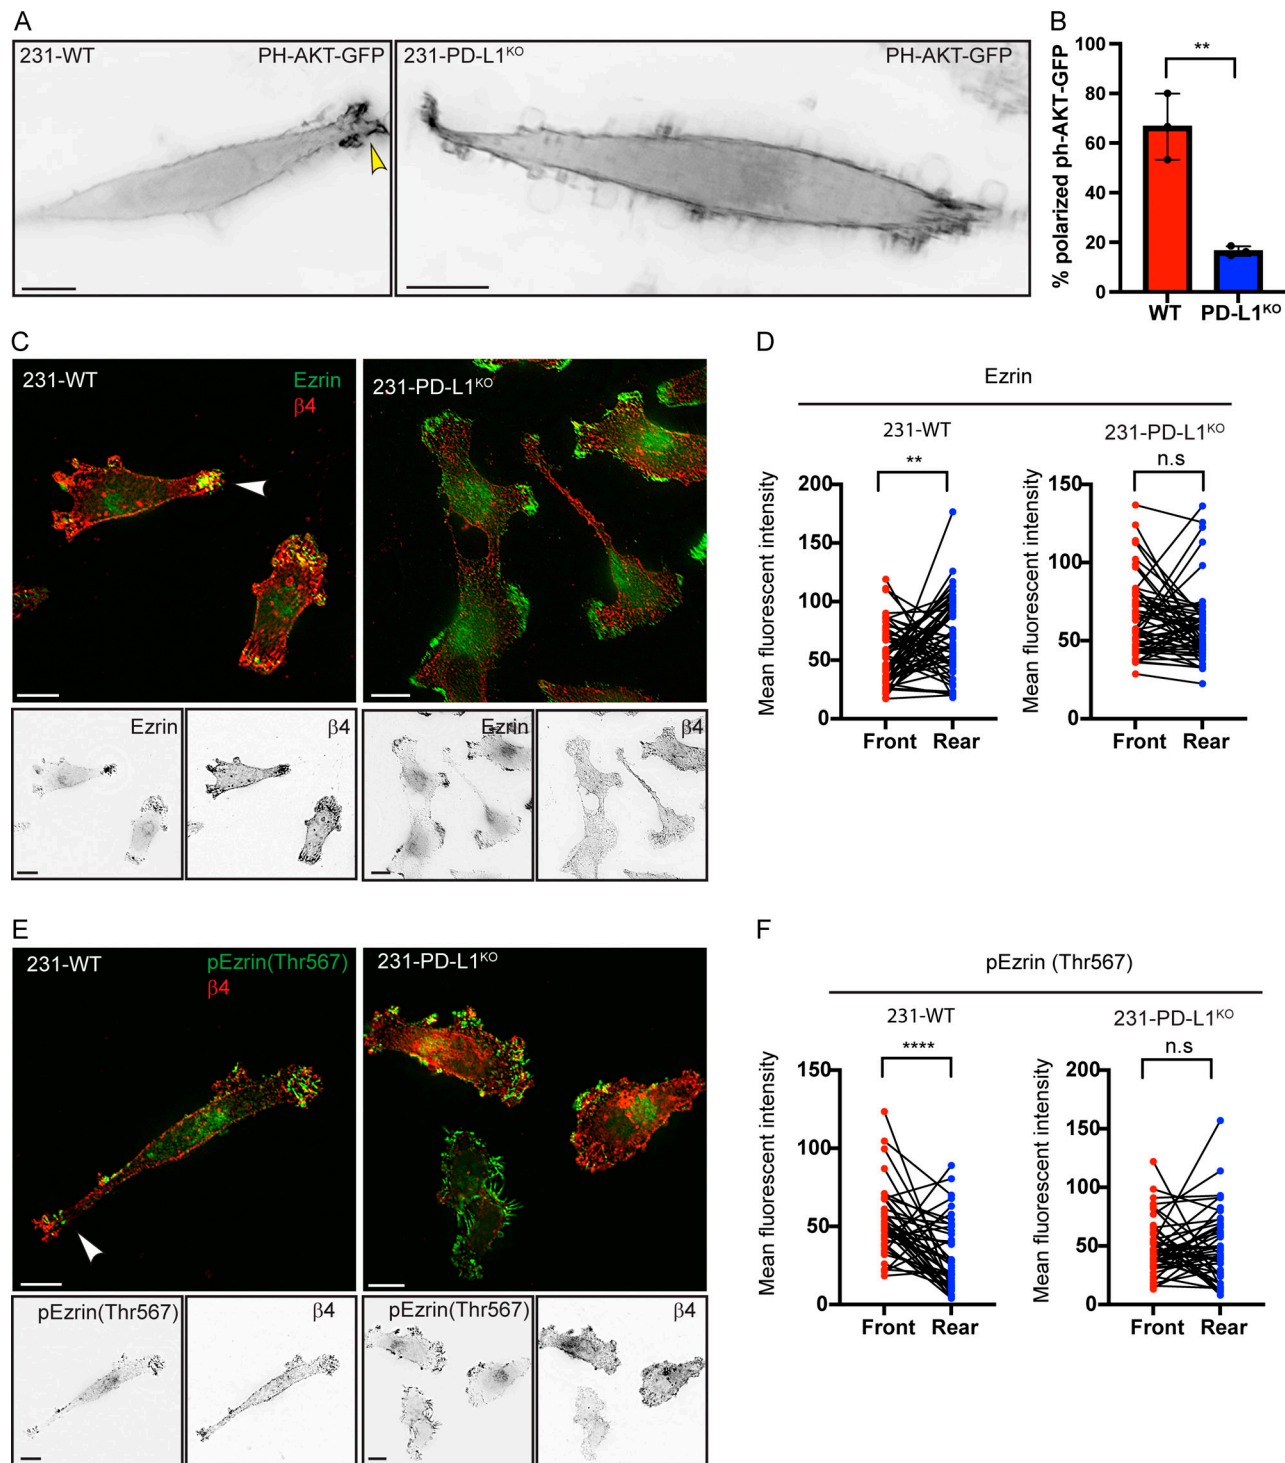 A
231-WT PH-AKT-GFP
231-PD-L1KO PH-AKT-GFP
B
% polarized ph-AKT-GFP
100
80
60
40
20
0
**
WT PD-L1KO
C
231-WT
Ezrin
β4
231-PD-L1KO
Ezrin
β4
Ezrin
β4
D
Ezrin
231-WT
**
Mean fluorescent intensity
200
150
100
50
0
Front Rear
231-PD-L1KO
n.s
Mean fluorescent intensity
150
100
50
0
Front Rear
E
231-WT
pEzrin(Thr567)
β4
231-PD-L1KO
pEzrin(Thr567)
β4
pEzrin(Thr567)
β4
F
pEzrin (Thr567)
231-WT
****
Mean fluorescent intensity
150
100
50
0
Front Rear
231-PD-L1KO
n.s
Mean fluorescent intensity
200
150
100
50
0
Front Rear